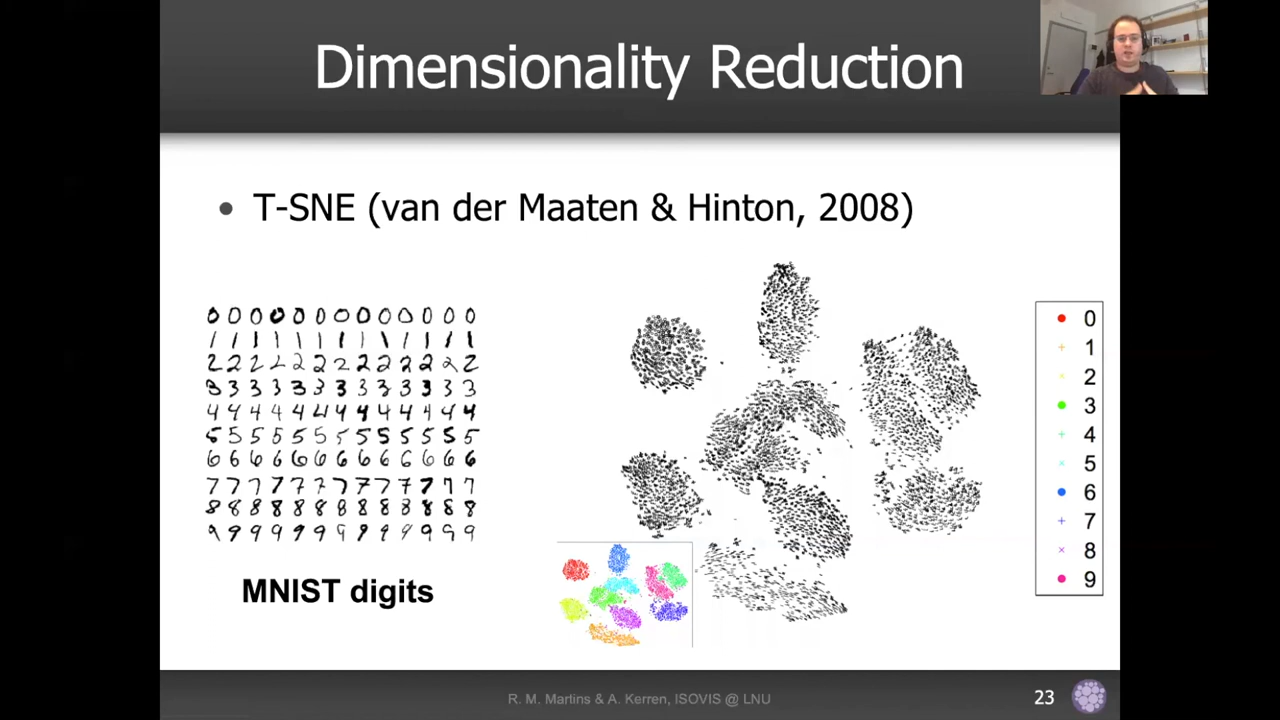 Dimensionality Reduction
• T-SNE (van der Maaten & Hinton, 2008)
0 0 0 0 0 0 0 0 0 0 0 0 0
1 1 1 1 1 1 1 1 1 1 1 1 1
2 2 2 2 2 2 2 2 2 2 2 2 2
3 3 3 3 3 3 3 3 3 3 3 3 3
4 4 4 4 4 4 4 4 4 4 4 4 4
5 5 5 5 5 5 5 5 5 5 5 5 5
6 6 6 6 6 6 6 6 6 6 6 6 6
7 7 7 7 7 7 7 7 7 7 7 7 7
8 8 8 8 8 8 8 8 8 8 8 8 8
9 9 9 9 9 9 9 9 9 9 9 9 9
MNIST digits
0
1
2
3
4
5
6
7
8
9
R. M. Martins & A. Kerren, ISOVIS @ LNU
23